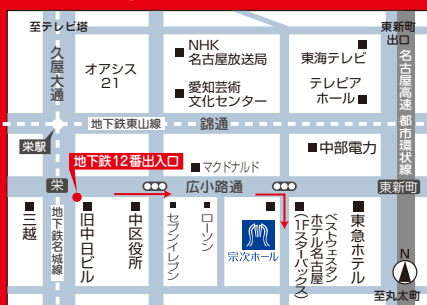 至テレビ塔
東新町
出口
久屋大通
オアシス
21
NHK
名古屋放送局
愛知芸術
文化センター
東海テレビ
テレピア
ホール
名古屋高速 都市環状線
地下鉄東山線
錦通
栄駅
中部電力
地下鉄12番出入口
マクドナルド
栄
広小路通
東新町
三越
地下鉄名城線
旧中日ビル
中区役所
セブンイレブン
ローソン
宗次ホール
ベストウェスタン
ホテル名古屋
(1Fスターバックス)
東急ホテル
N
至丸太町